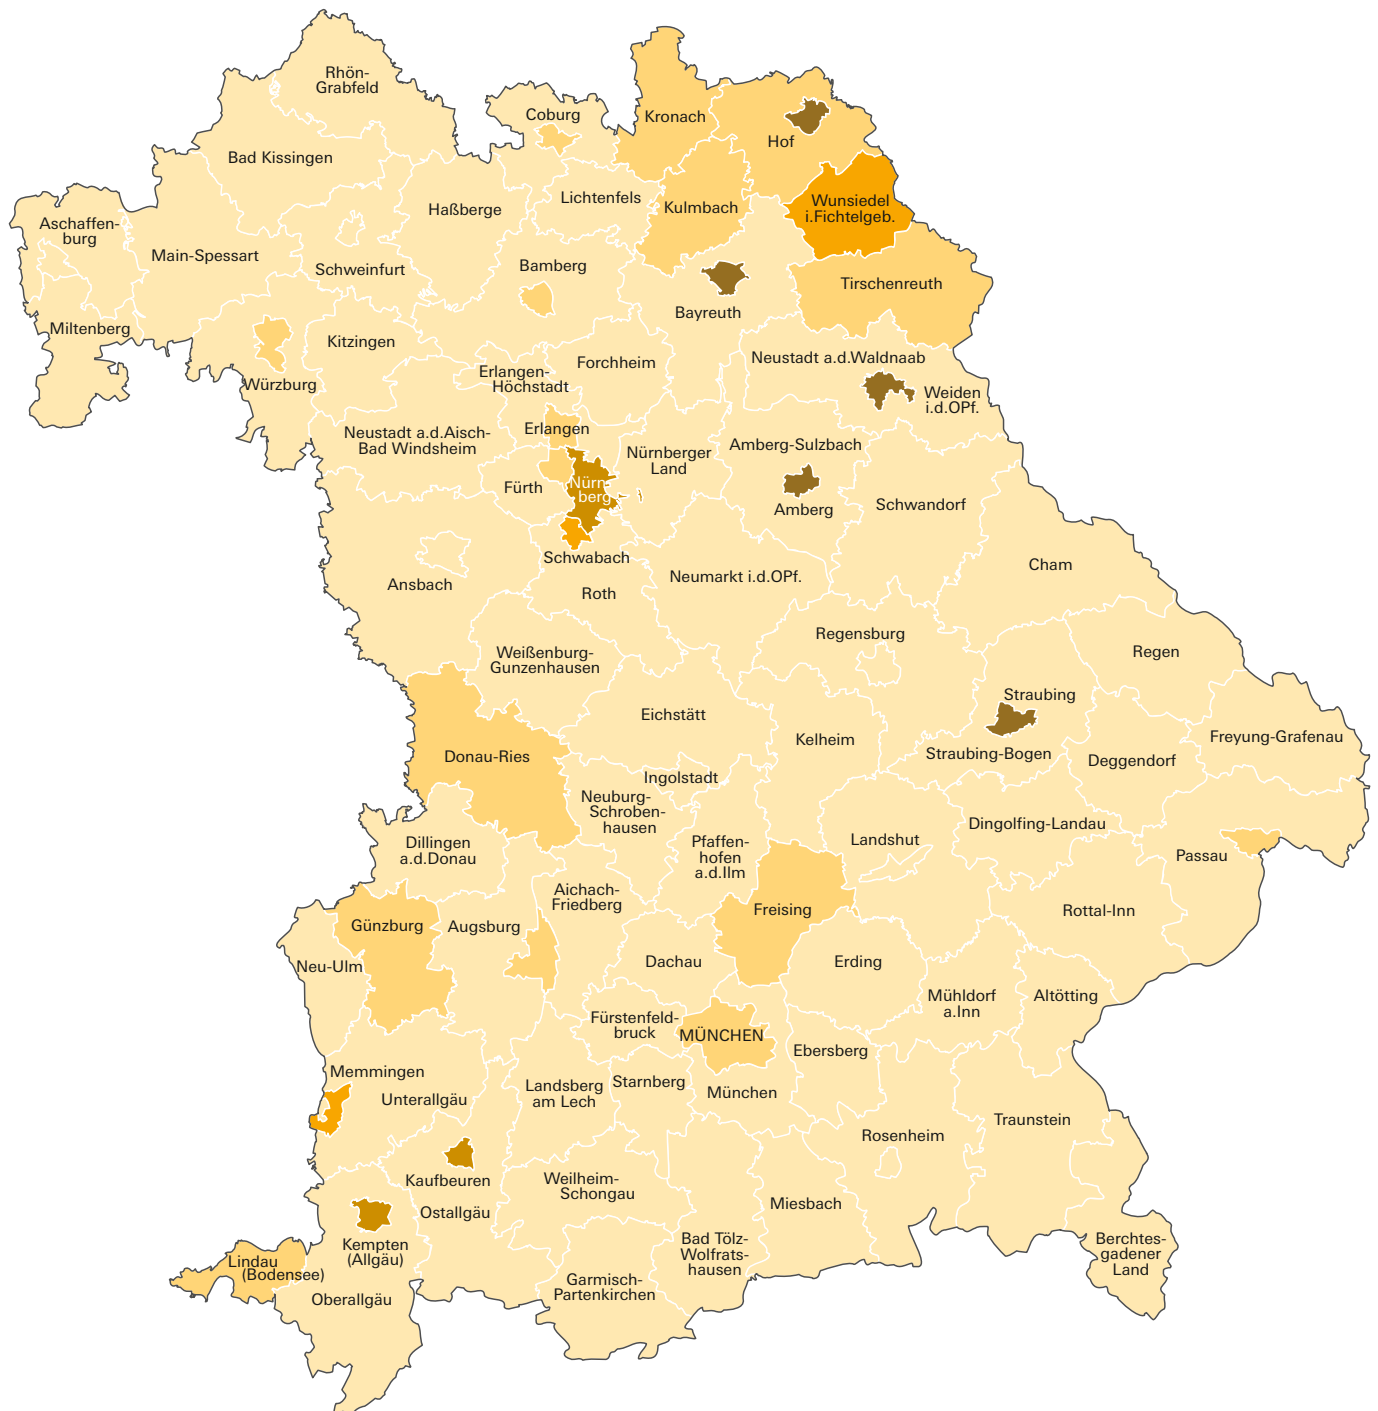 Rhön-
Grabfeld
Coburg
Kronach
Hof
Bad Kissingen
Lichtenfels
Haßberge
Kulmbach
Wunsiedel
i.Fichtelgeb.
Aschaffen-
burg
Main-Spessart
Schweinfurt
Bamberg
Tirschenreuth
Bayreuth
Miltenberg
Kitzingen
Würzburg
Erlangen-
Höchstadt
Forchheim
Neustadt a.d.Waldnaab
Weiden
i.d.OPf.
Neustadt a.d.Aisch-
Bad Windsheim
Erlangen
Nürnberger
Land
Amberg-Sulzbach
Fürth
Nürn-
berg
Amberg
Schwandorf
Schwabach
Ansbach
Roth
Neumarkt i.d.OPf.
Cham
Regensburg
Weißenburg-
Gunzenhausen
Regen
Straubing
Eichstätt
Kelheim
Straubing-Bogen
Deggendorf
Freyung-Grafenau
Donau-Ries
Ingolstadt
Neuburg-
Schroben-
hausen
Dillingen
a.d.Donau
Pfaffen-
hofen
a.d.Ilm
Landshut
Dingolfing-Landau
Passau
Aichach-
Friedberg
Freising
Rottal-Inn
Günzburg
Augsburg
Neu-Ulm
Dachau
Erding
Mühldorf
a.Inn
Altötting
Fürstenfeld-
bruck
MÜNCHEN
Ebersberg
Memmingen
Unterallgäu
Landsberg
am Lech
Starnberg
München
Traunstein
Rosenheim
Kaufbeuren
Ostallgäu
Weilheim-
Schongau
Miesbach
Kempten
(Allgäu)
Bad Tölz-
Wolfrats-
hausen
Berchtes-
gadener
Land
Lindau
(Bodensee)
Oberallgäu
Garmisch-
Partenkirchen